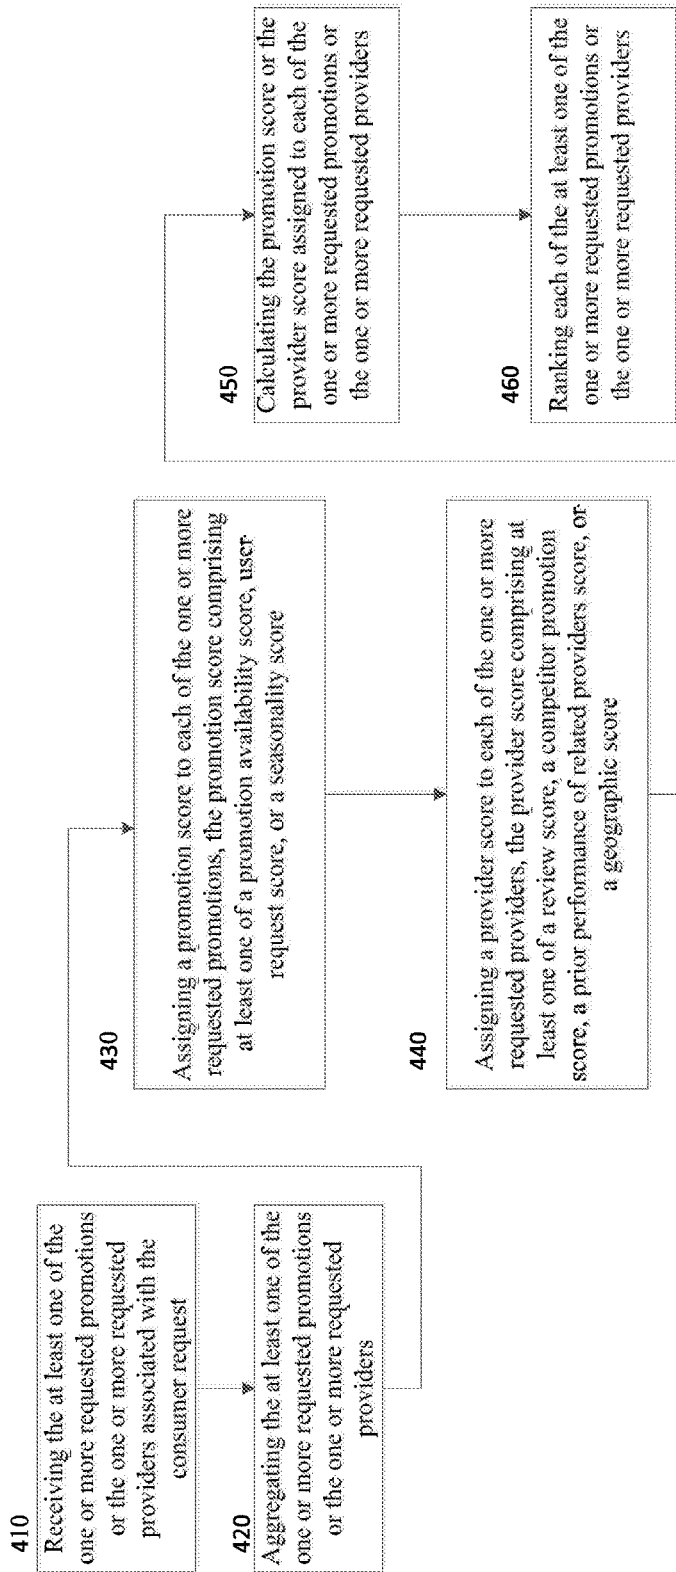 410
Receiving the at least one of the
one or more requested promotions
or the one or more requested
providers associated with the
consumer request
420
Aggregating the at least one of the
one or more requested promotions
or the one or more requested
providers
430
Assigning a promotion score to each of the one or more
requested promotions, the promotion score comprising
at least one of a promotion availability score, user
request score, or a seasonality score
440
Assigning a provider score to each of the one or more
requested providers, the provider score comprising at
least one of a review score, a competitor promotion
score, a prior performance of related providers score, or
a geographic score
450
Calculating the promotion score or the
provider score assigned to each of the
one or more requested promotions or
the one or more requested providers
460
Ranking each of the at least one of the
one or more requested promotions or
the one or more requested providers